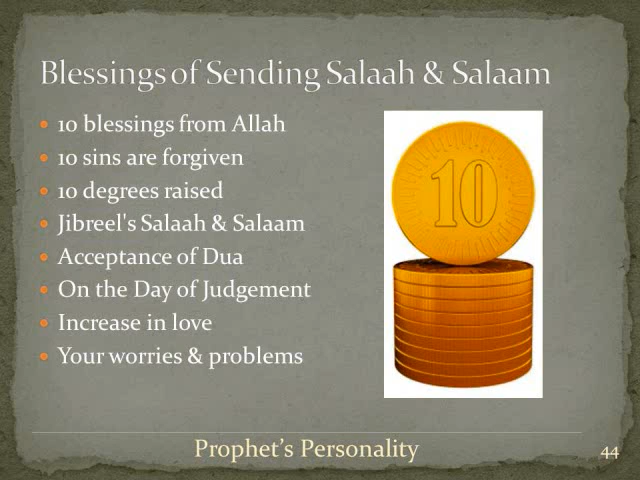 Blessings of Sending Salaah & Salaam
10 blessings from Allah
10 sins are forgiven
10 degrees raised
Jibreel's Salaah & Salaam
Acceptance of Dua
On the Day of Judgement
Increase in love
Your worries & problems
10
Prophet’s Personality
44